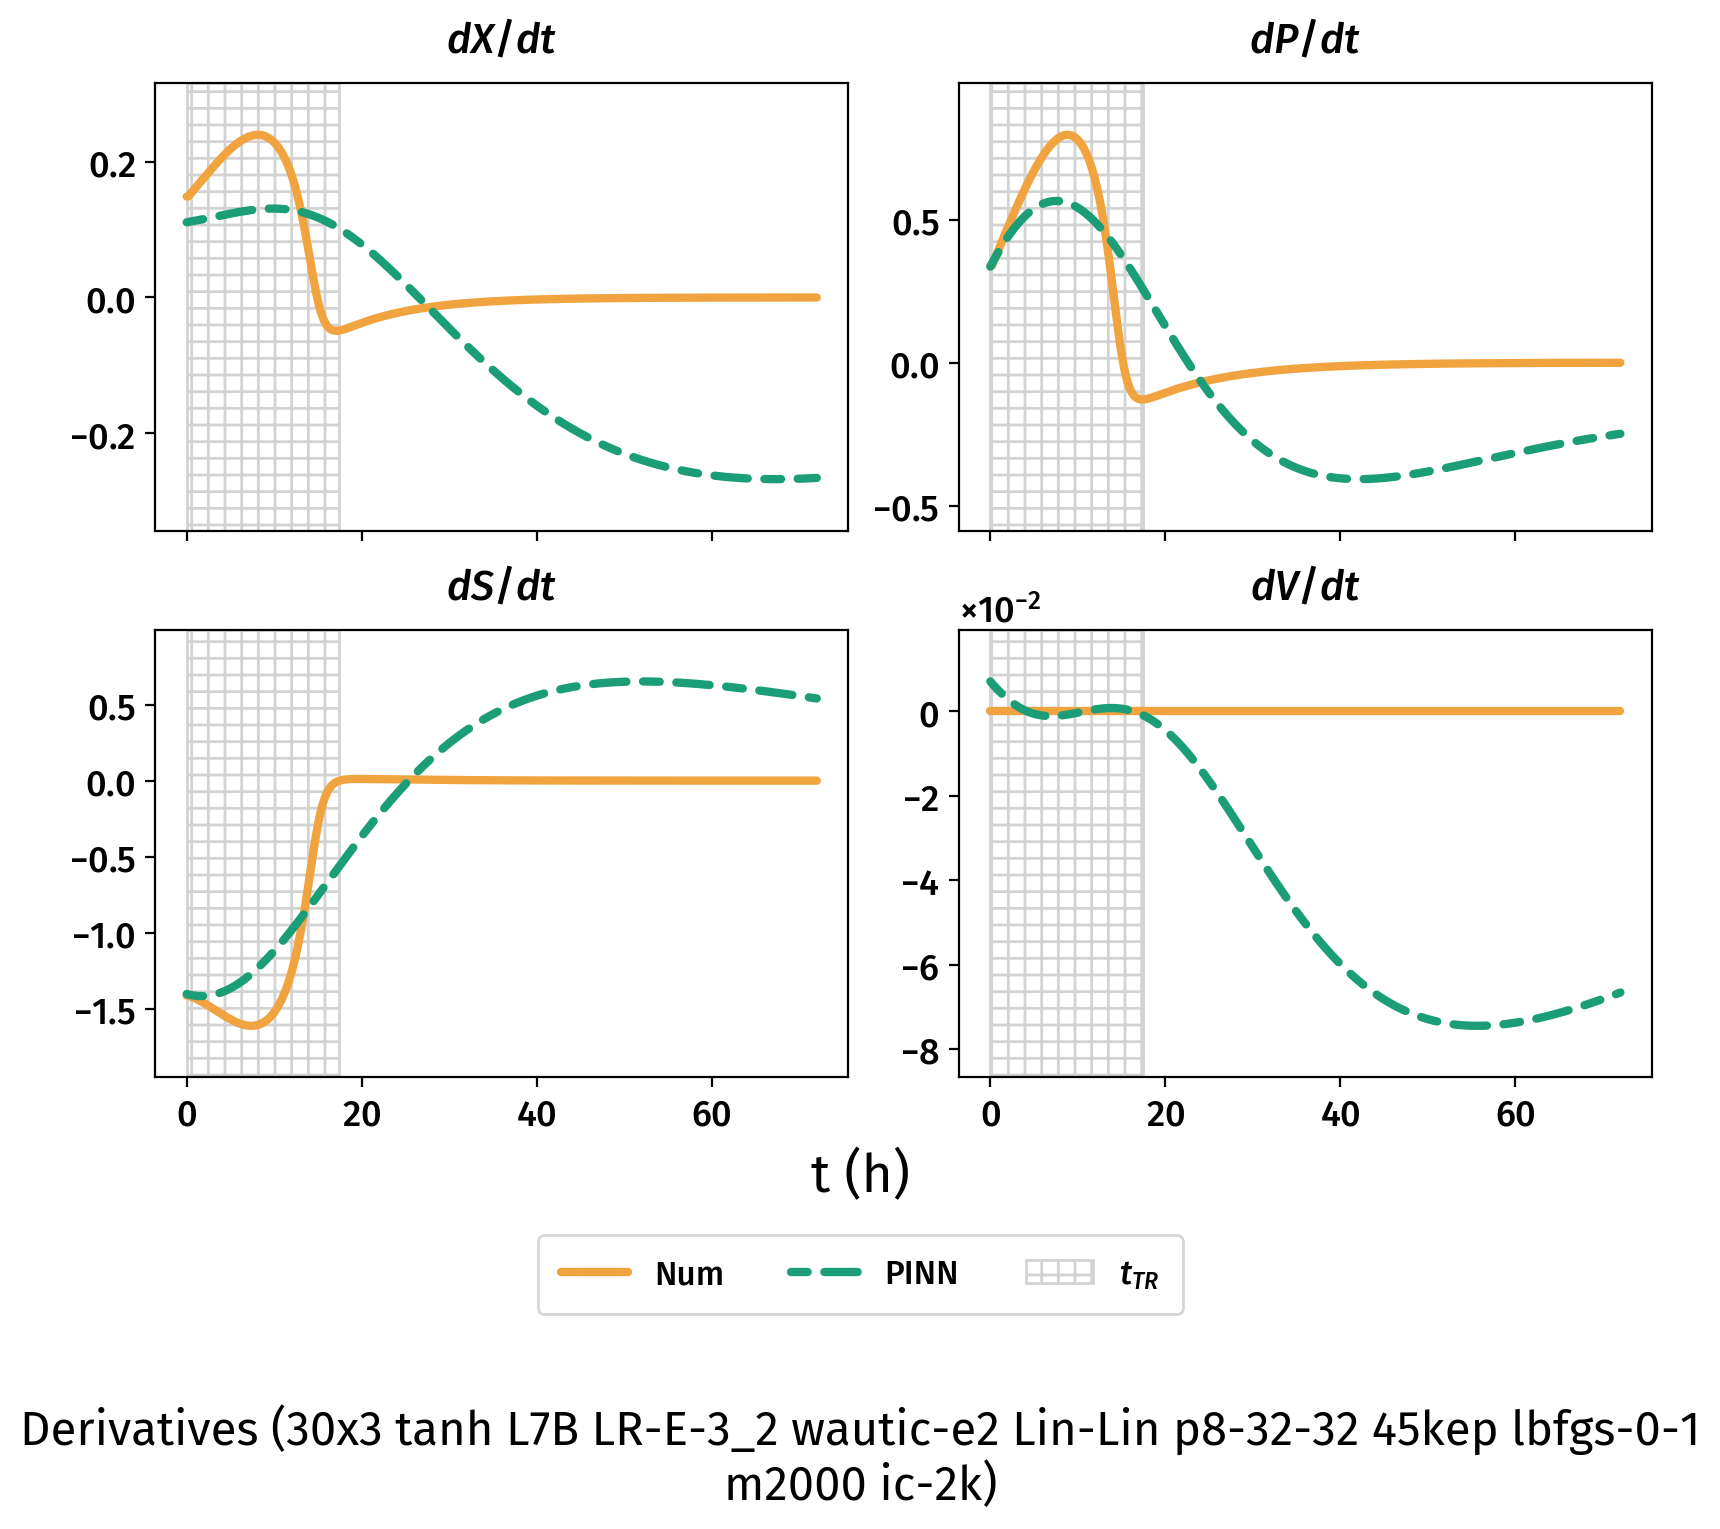 dX/dt
dP/dt
0.2
0.0
−0.2
0.5
0.0
−0.5
dS/dt
dV/dt
×10⁻²
0.5
0.0
−0.5
−1.0
−1.5
0
−2
−4
−6
−8
0 20 40 60
0 20 40 60
t (h)
Num PINN t_TR
Derivatives (30x3 tanh L7B LR-E-3_2 wautic-e2 Lin-Lin p8-32-32 45kep lbfgs-0-1
m2000 ic-2k)